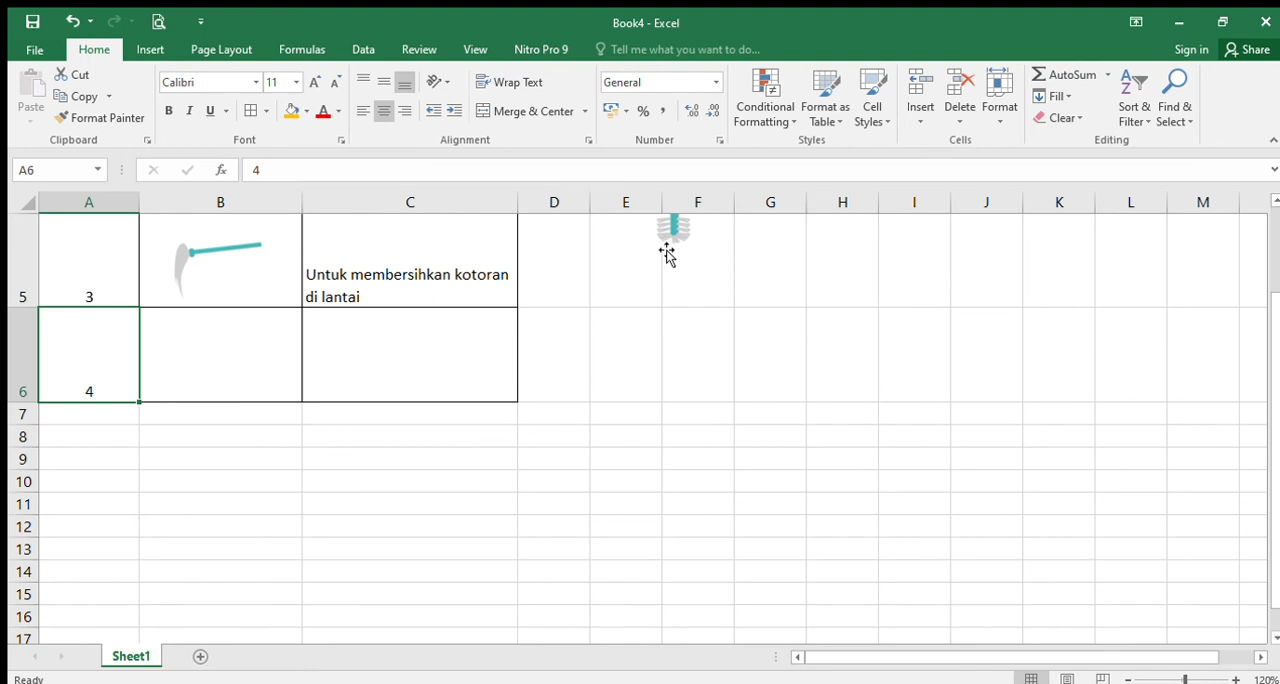 Book4 - Excel
File Home Insert Page Layout Formulas Data Review View Nitro Pro 9 Tell me what you want to do... Sign in Share
Paste
Cut
Copy
Format Painter
Clipboard
Calibri 11
B I U
Font
Wrap Text
Merge & Center
Alignment
General
%
Number
Conditional Formatting
Format as Table
Cell Styles
Styles
Insert Delete Format
Cells
AutoSum
Fill
Clear
Sort & Filter
Find & Select
Editing
A6 fx 4
A B C D E F G H I J K L M
5 3 Untuk membersihkan kotoran
di lantai
6 4
7
8
9
10
11
12
13
14
15
16
17
Sheet1
Ready 120%